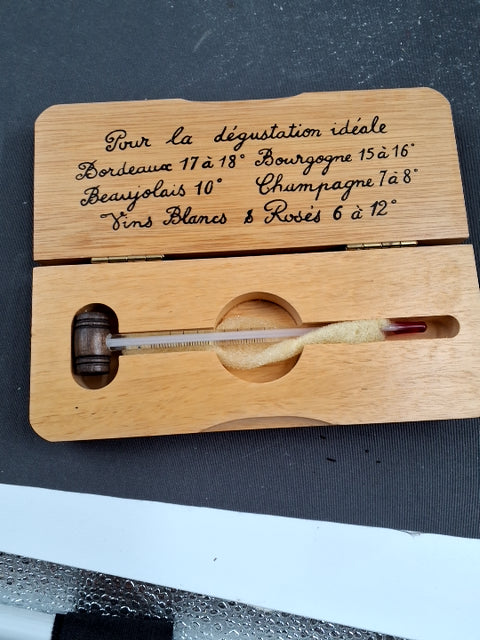 Pour la dégustation idéale
Bordeaux 17 à 18° Bourgogne 15 à 16°
Beaujolais 10° Champagne 7 à 8°
Vins Blancs & Rosés 6 à 12°